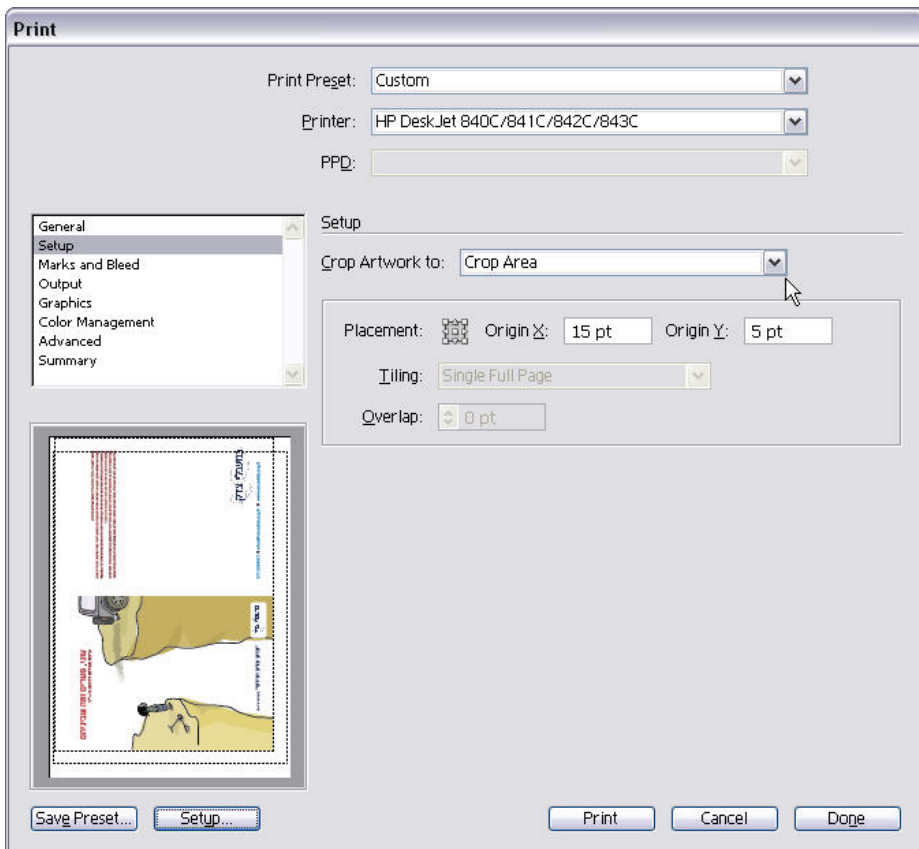 Print
Print Preset: Custom
Printer: HP DeskJet 840C/841C/842C/843C
PPD:
General
Setup
Marks and Bleed
Output
Graphics
Color Management
Advanced
Summary
Setup
Crop Artwork to: Crop Area
Placement: Origin X: 15 pt Origin Y: 5 pt
Tiling: Single Full Page
Overlap: 0 pt
Save Preset... Setup... Print Cancel Done